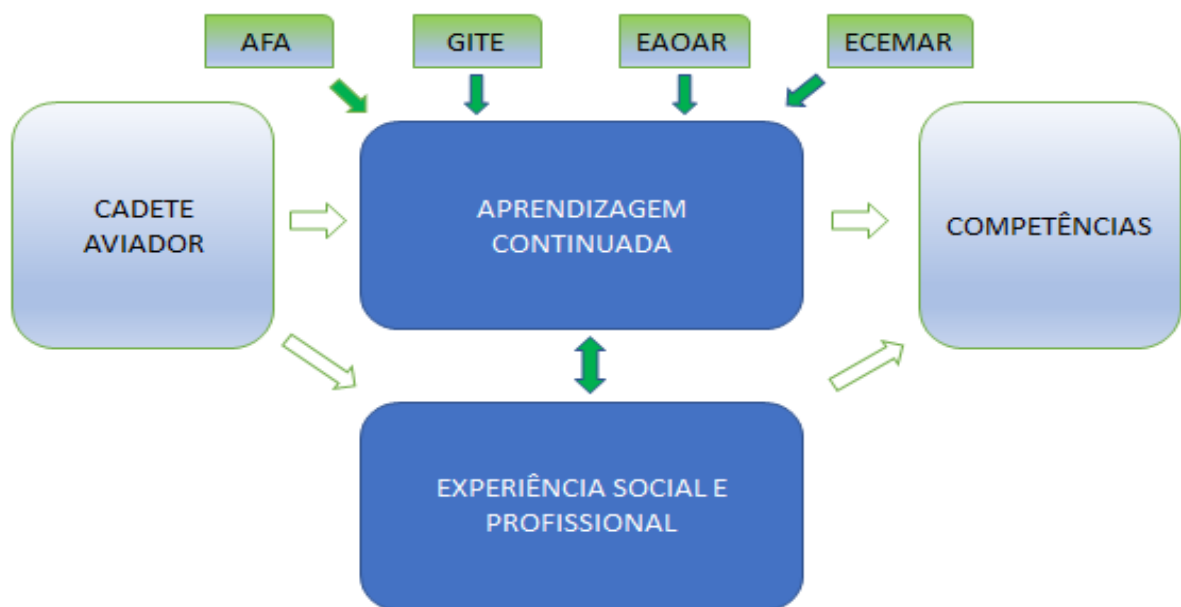 AFA
GITE
EAOAR
ECEMAR
CADETE
AVIADOR
APRENDIZAGEM
CONTINUADA
COMPETÊNCIAS
EXPERIÊNCIA SOCIAL E
PROFISSIONAL